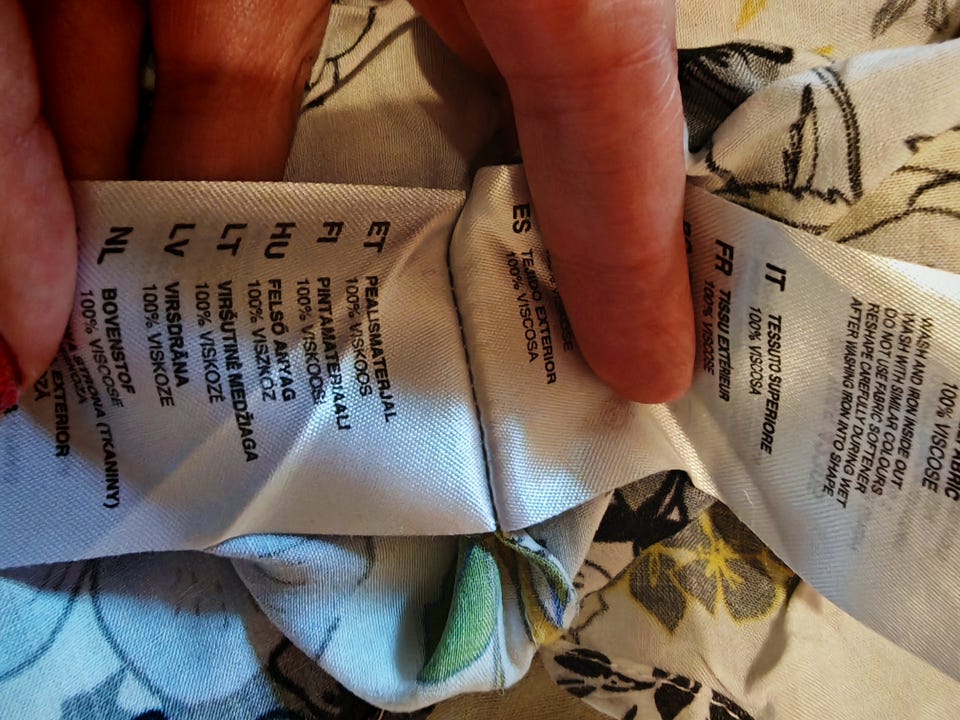 100% VISCOSE
WASH AND IRON INSIDE OUT
WASH WITH SIMILAR COLOURS
DO NOT USE FABRIC SOFTENER
RESHAPE CAREFULLY DURING WET
AFTER WASHING IRON INTO SHAPE
IT TESSUTO SUPERIORE
100% VISCOSA
FR TISSU EXTÉRIEUR
100% VISCOSE
ES TEJIDO EXTERIOR
100% VISCOSA
ET PEALISMATERJAL
100% VISKOOS
FI PINTAMATERIAALI
100% VISKOOSI
HU FELSŐ ANYAG
100% VISZKÓZ
LT VIRŠUTINĖ MEDŽIAGA
100% VISKOZĖ
LV VIRSDRĀNA
100% VISKOZE
NL BOVENSTOF
100% VISCOSE
STRONA (TKANINY)
EXTERIOR